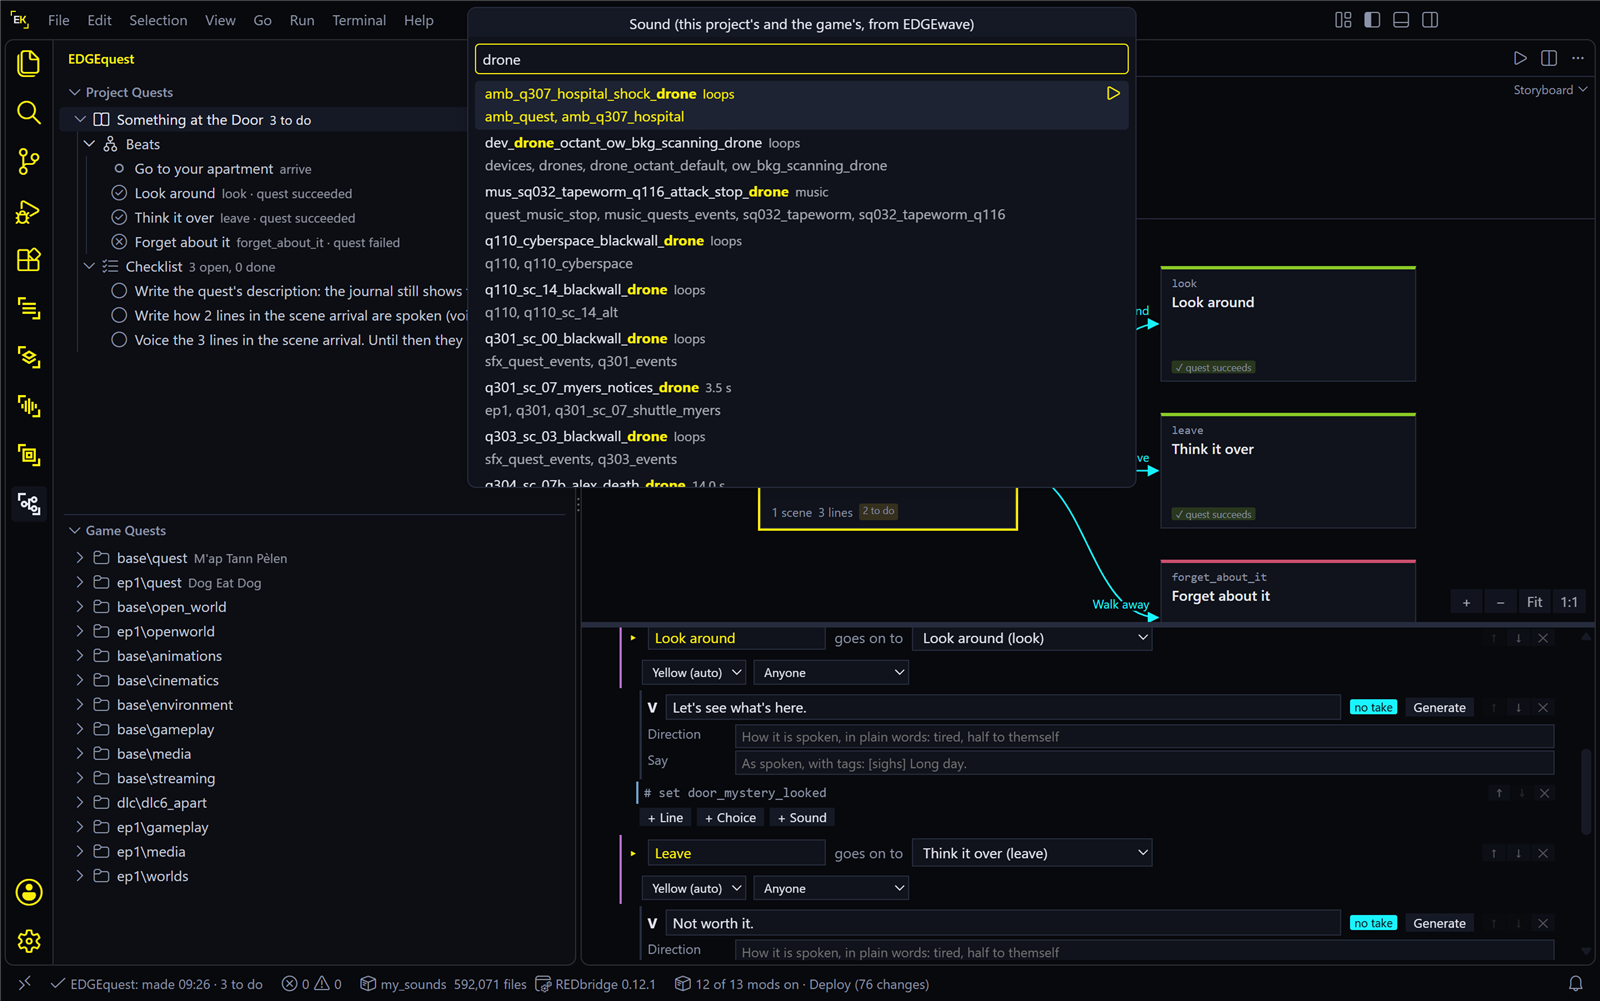 EK
File Edit Selection View Go Run Terminal Help
Sound (this project's and the game's, from EDGEwave)
drone
amb_q307_hospital_shock_drone loops
amb_quest, amb_q307_hospital
dev_drone_octant_ow_bkg_scanning_drone loops
devices, drones, drone_octant_default, ow_bkg_scanning_drone
mus_sq032_tapeworm_q116_attack_stop_drone music
quest_music_stop, music_quests_events, sq032_tapeworm, sq032_tapeworm_q116
q110_cyberspace_blackwall_drone loops
q110, q110_cyberspace
q110_sc_14_blackwall_drone loops
q110, q110_sc_14_alt
q301_sc_00_blackwall_drone loops
sfx_quest_events, q301_events
q301_sc_07_myers_notices_drone 3.5 s
ep1, q301, q301_sc_07_shuttle_myers
q303_sc_03_blackwall_drone loops
sfx_quest_events, q303_events
q304_sc_07b_alex_death_drone 14.0 s
EDGEquest
Project Quests
Something at the Door 3 to do
Beats
Go to your apartment arrive
Look around look · quest succeeded
Think it over leave · quest succeeded
Forget about it forget_about_it · quest failed
Checklist 3 open, 0 done
Write the quest's description: the journal still shows
Write how 2 lines in the scene arrival are spoken (voi
Voice the 3 lines in the scene arrival. Until then they
Game Quests
base\quest M'ap Tann Pèlen
ep1\quest Dog Eat Dog
base\open_world
ep1\openworld
base\animations
base\cinematics
base\environment
base\gameplay
base\media
base\streaming
dlc\dlc6_apart
ep1\gameplay
ep1\media
ep1\worlds
Storyboard
nd
look
Look around
✓ quest succeeds
ve
leave
Think it over
✓ quest succeeds
1 scene 3 lines 2 to do
Walk away
forget_about_it
Forget about it
+ − Fit 1:1
Look around goes on to Look around (look)
Yellow (auto) Anyone
V Let's see what's here. no take Generate
Direction How it is spoken, in plain words: tired, half to themself
Say As spoken, with tags: [sighs] Long day.
# set door_mystery_looked
+ Line + Choice + Sound
Leave goes on to Think it over (leave)
Yellow (auto) Anyone
V Not worth it. no take Generate
Direction How it is spoken, in plain words: tired, half to themself
EDGEquest: made 09:26 · 3 to do 0 0 my_sounds 592,071 files REDbridge 0.12.1 12 of 13 mods on · Deploy (76 changes)